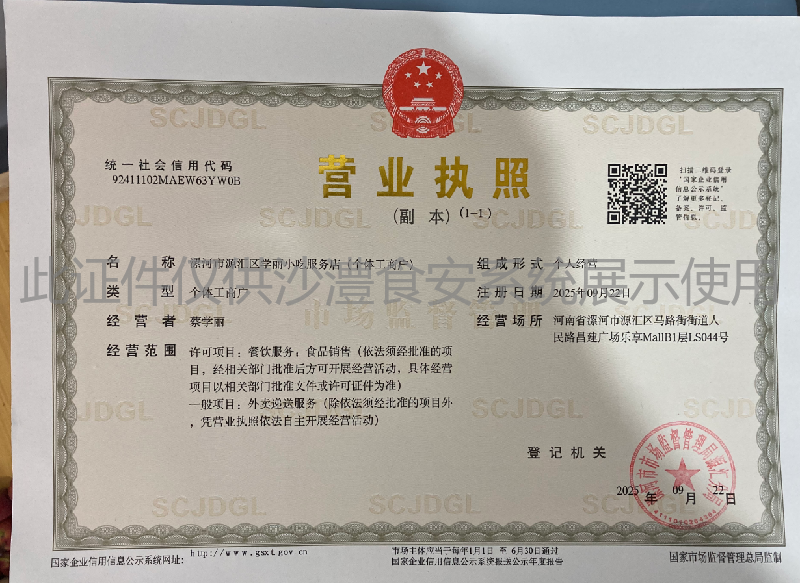 统一社会信用代码
92411102MAEW63YW0B
营业执照
（副 本）（1-1）
扫描二维码登录
“国家企业信用
信息公示系统”
了解更多登记、
备案、许可、监
管信息。
名 称 漯河市源汇区学丽小吃服务店（个体工商户）
组成形式 个人经营
此证件仅供沙澧食安系统展示使用
类 型 个体工商户
注册日期 2025年09月22日
经营者 蔡学丽
经营场所 河南省漯河市源汇区马路街街道人
民路昌建广场乐享MallB1层LS044号
经营范围 许可项目：餐饮服务；食品销售（依法须经批准的项
目，经相关部门批准后方可开展经营活动，具体经营
项目以相关部门批准文件或许可证件为准）
一般项目：外卖递送服务（除依法须经批准的项目外
，凭营业执照依法自主开展经营活动）
登记机关
2025年 09月 22日
国家企业信用信息公示系统网址：http://www.gsxt.gov.cn
市场主体应当于每年1月1日 至 6月30日通过
国家企业信用信息公示系统报送公示年度报告
国家市场监督管理总局监制
SCJDGL
市场监督管理